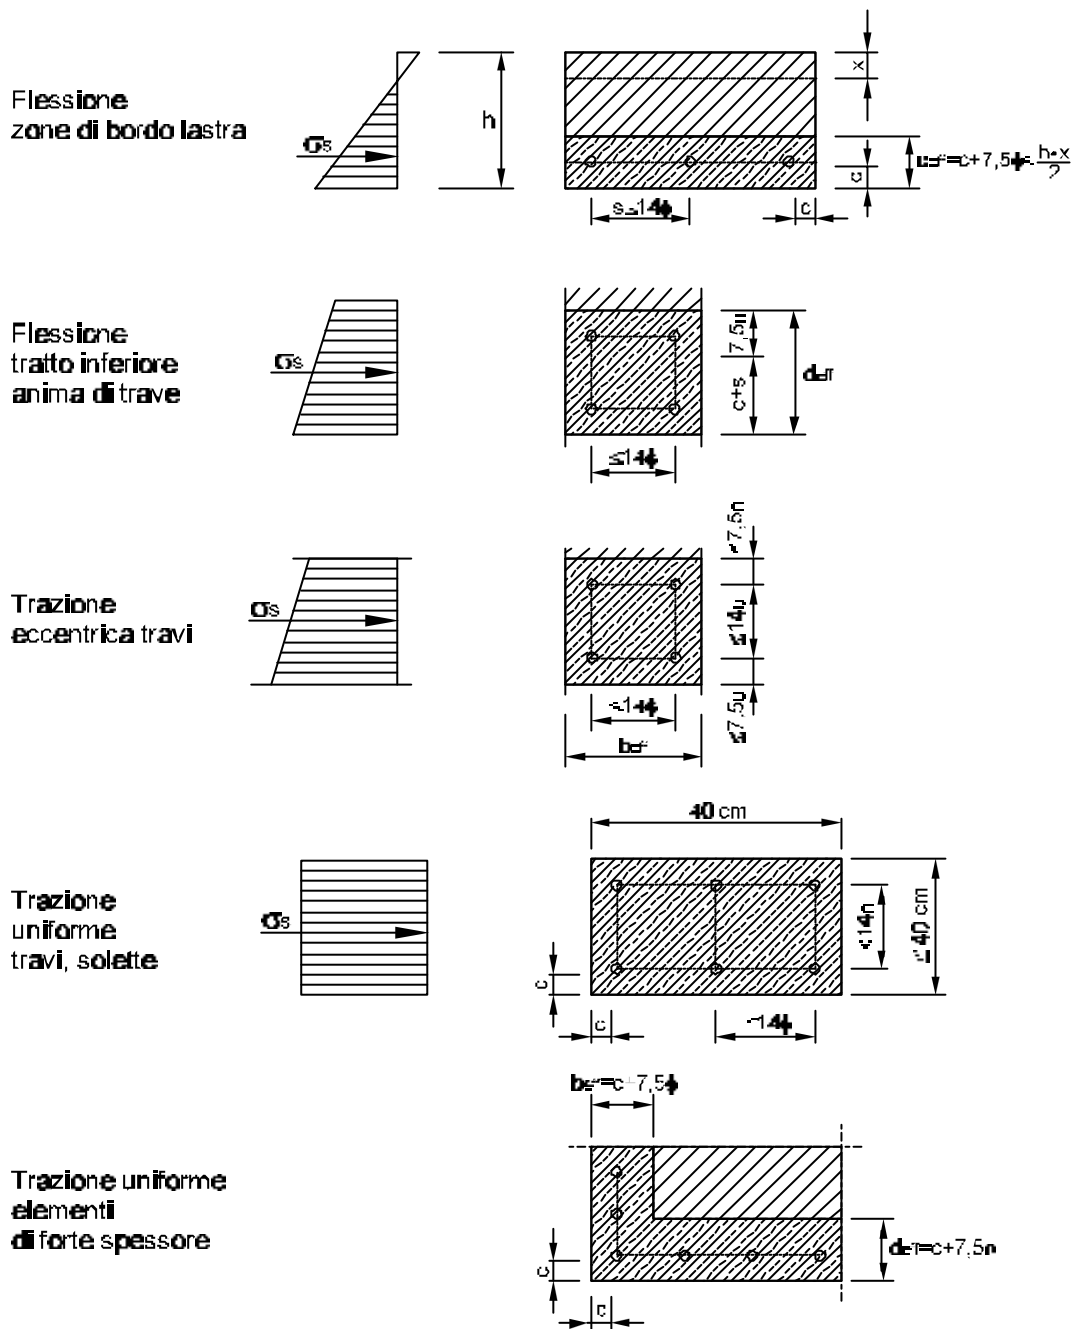 Flessione
zone di bordo lastra
σs
h
x
c
s≤14ϕ
c
deff=c+7,5ϕ≤h-x/2
Flessione
tratto inferiore
anima di trave
σs
7,5ϕ
c+s
deff
≤14ϕ
Trazione
eccentrica travi
σs
≤7,5ϕ
≤14ϕ
≤7,5ϕ
≤14ϕ
beff
40 cm
Trazione
uniforme
travi, solette
σs
≤14ϕ
≤40 cm
c
c
14ϕ
beff=c+7,5ϕ
Trazione uniforme
elementi
di forte spessore
c
c
deff=c+7,5ϕ